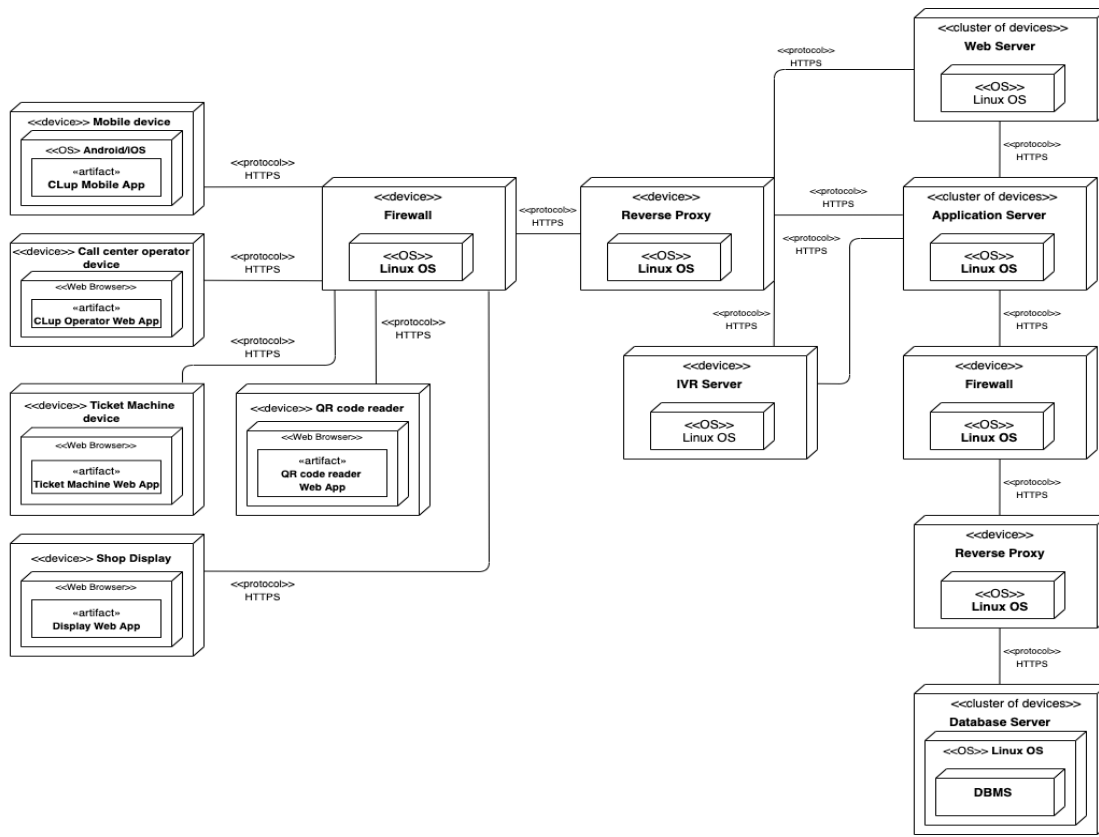 <<cluster of devices>>
Web Server
<<OS>>
Linux OS
<<protocol>>
HTTPS
<<device>> Mobile device
<<OS> Android/iOS
«artifact»
CLup Mobile App
<<protocol>>
HTTPS
<<protocol>>
HTTPS
<<device>>
Firewall
<<OS>>
Linux OS
<<protocol>>
HTTPS
<<device>>
Reverse Proxy
<<OS>>
Linux OS
<<protocol>>
HTTPS
<<cluster of devices>>
Application Server
<<OS>>
Linux OS
<<protocol>>
HTTPS
<<device>> Call center operator
device
<<Web Browser>>
«artifact»
CLup Operator Web App
<<protocol>>
HTTPS
<<protocol>>
HTTPS
<<protocol>>
HTTPS
<<protocol>>
HTTPS
<<protocol>>
HTTPS
<<device>>
IVR Server
<<OS>>
Linux OS
<<device>>
Firewall
<<OS>>
Linux OS
<<device>> Ticket Machine
device
<<Web Browser>>
«artifact»
Ticket Machine Web App
<<device>> QR code reader
<<Web Browser>>
«artifact»
QR code reader
Web App
<<protocol>>
HTTPS
<<device>>
Reverse Proxy
<<OS>>
Linux OS
<<device>> Shop Display
<<Web Browser>>
«artifact»
Display Web App
<<protocol>>
HTTPS
<<protocol>>
HTTPS
<<cluster of devices>>
Database Server
<<OS>> Linux OS
DBMS